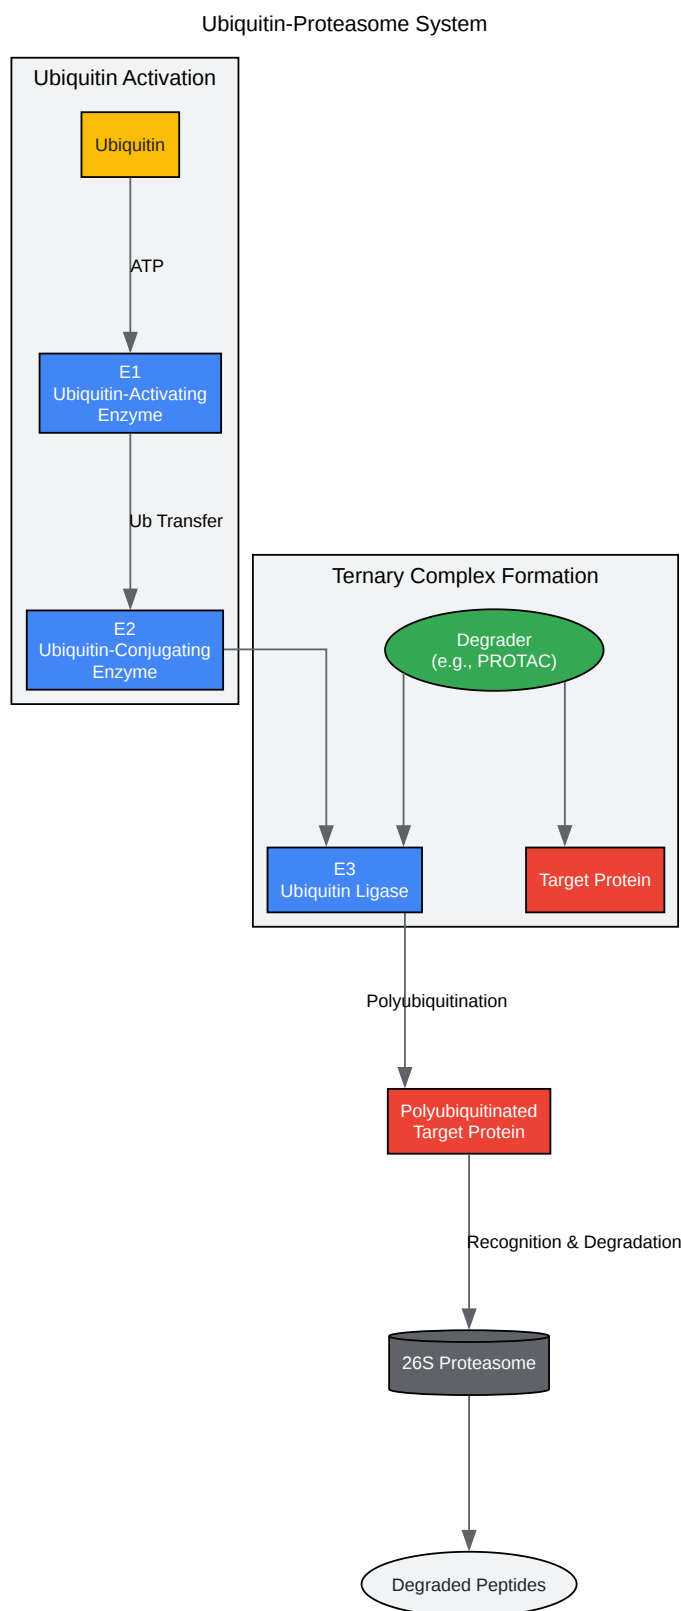 Ubiquitin-Proteasome System
Ubiquitin Activation
Ubiquitin
ATP
E1
Ubiquitin-Activating
Enzyme
Ub Transfer
E2
Ubiquitin-Conjugating
Enzyme
Ternary Complex Formation
Degrader
(e.g., PROTAC)
E3
Ubiquitin Ligase
Target Protein
Polyubiquitination
Polyubiquitinated
Target Protein
Recognition & Degradation
26S Proteasome
Degraded Peptides